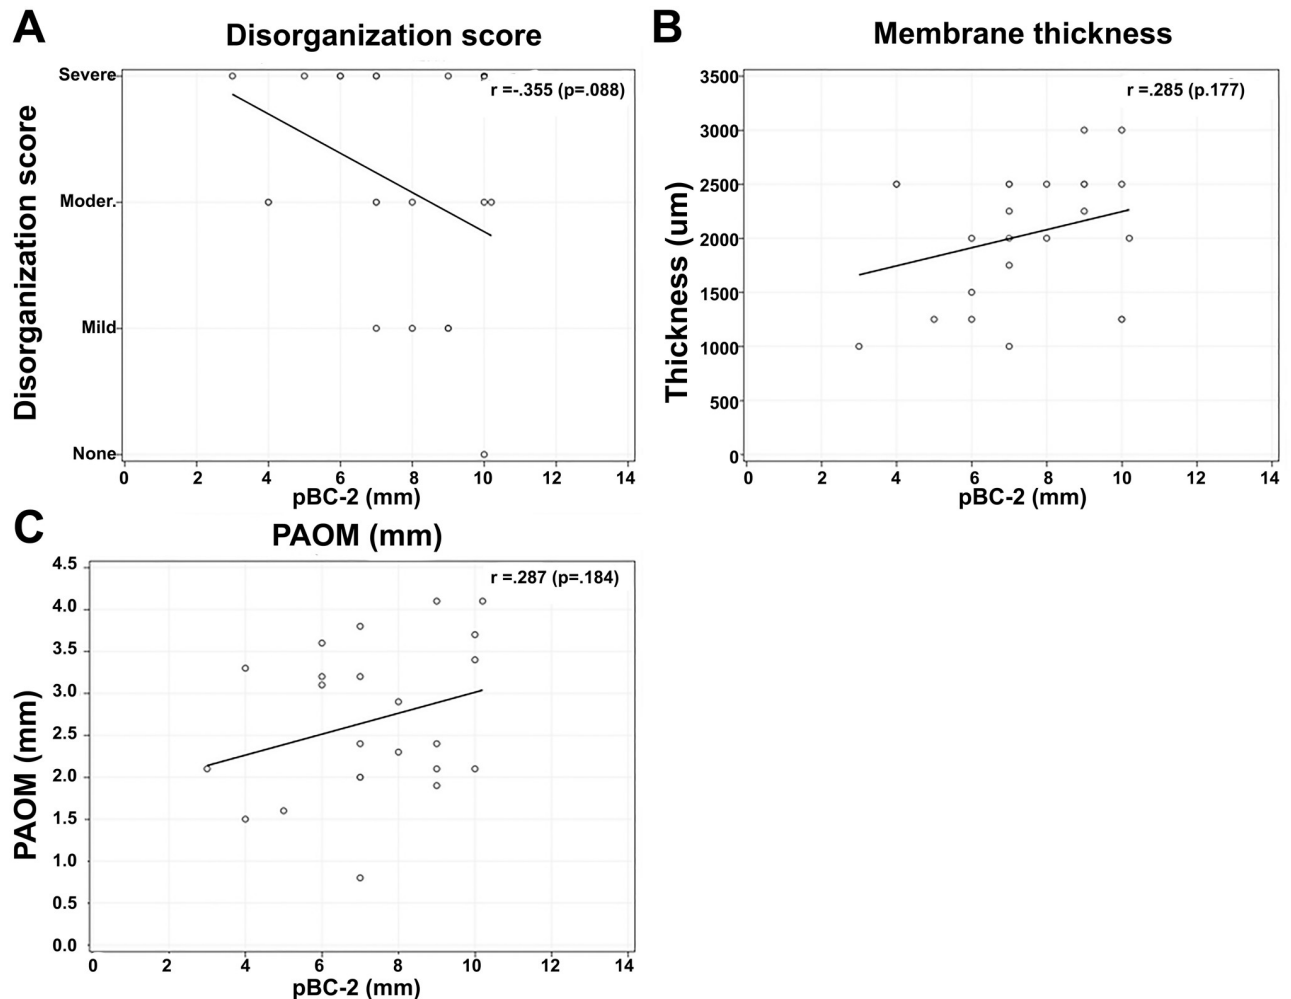 A
Disorganization score
Disorganization score
Severe
Moder.
Mild
None
r =-.355 (p=.088)
0 2 4 6 8 10 12 14
pBC-2 (mm)
B
Membrane thickness
Thickness (um)
3500
3000
2500
2000
1500
1000
500
0
r =.285 (p.177)
0 2 4 6 8 10 12 14
pBC-2 (mm)
C
PAOM (mm)
PAOM (mm)
4.5
4.0
3.5
3.0
2.5
2.0
1.5
1.0
0.5
0.0
r =.287 (p=.184)
0 2 4 6 8 10 12 14
pBC-2 (mm)